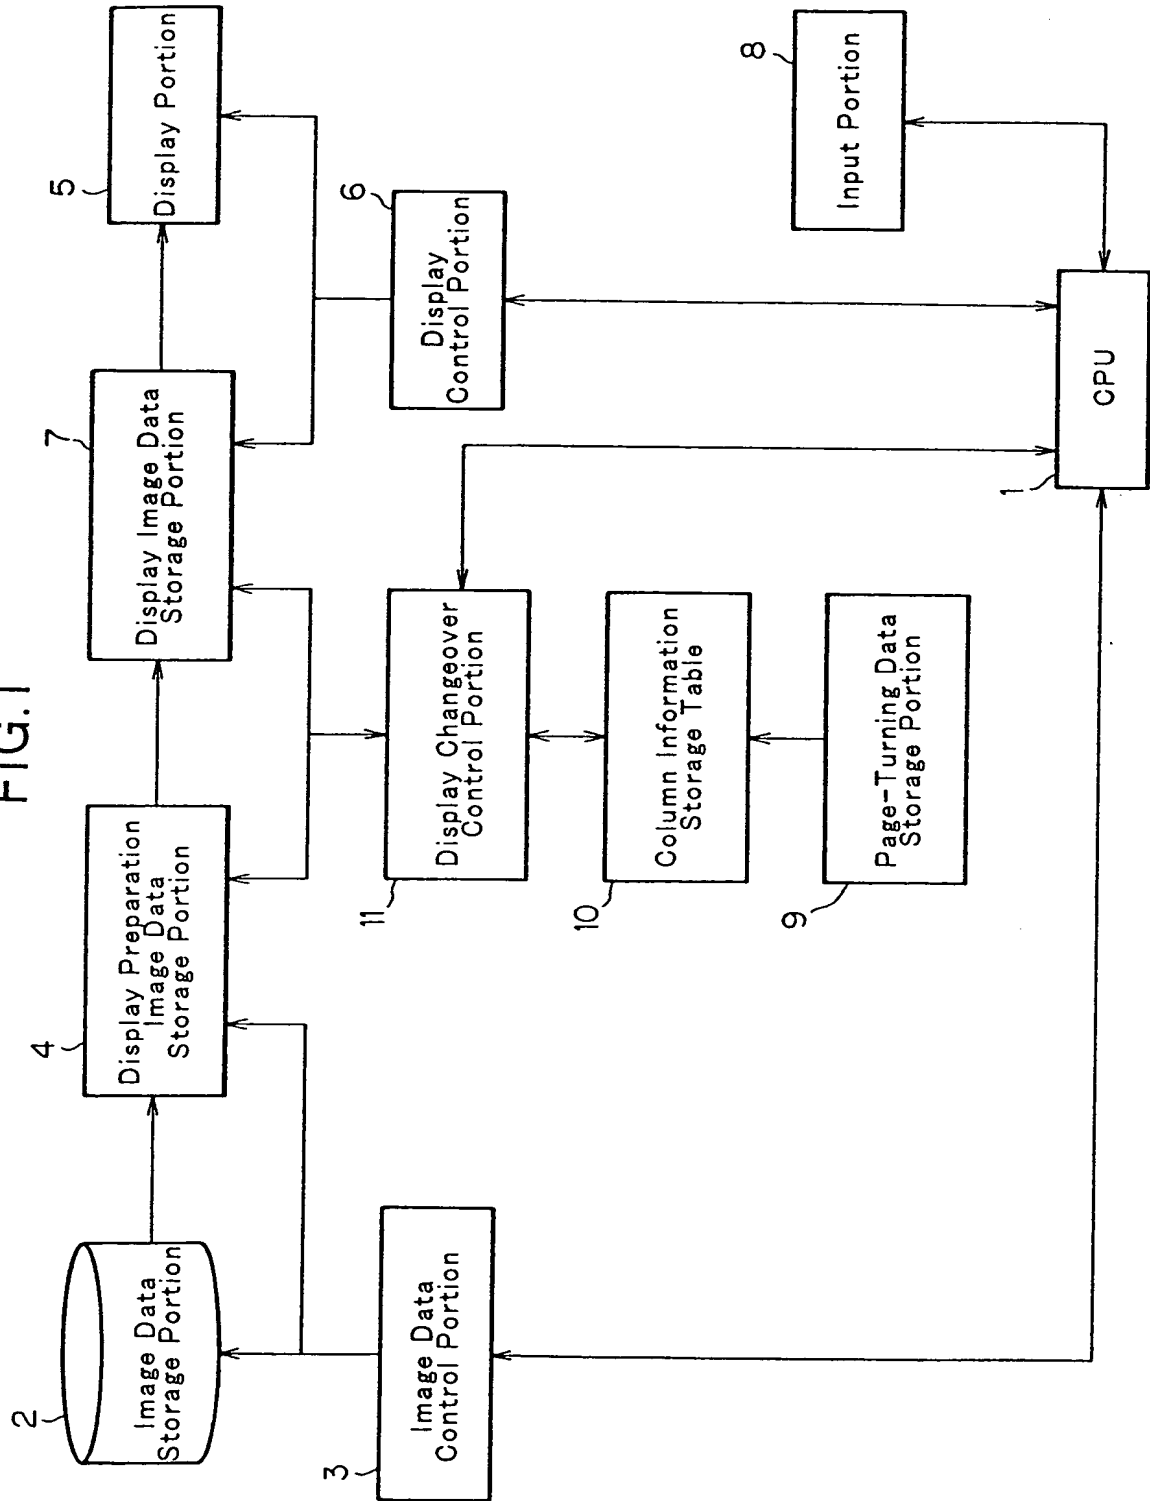 FIG.1
2
Image Data
Storage Portion
4
Display Preparation
Image Data
Storage Portion
7
Display Image Data
Storage Portion
5
Display Portion
3
Image Data
Control Portion
11
Display Changeover
Control Portion
6
Display
Control Portion
10
Column Information
Storage Table
9
Page-Turning Data
Storage Portion
8
Input Portion
1
CPU